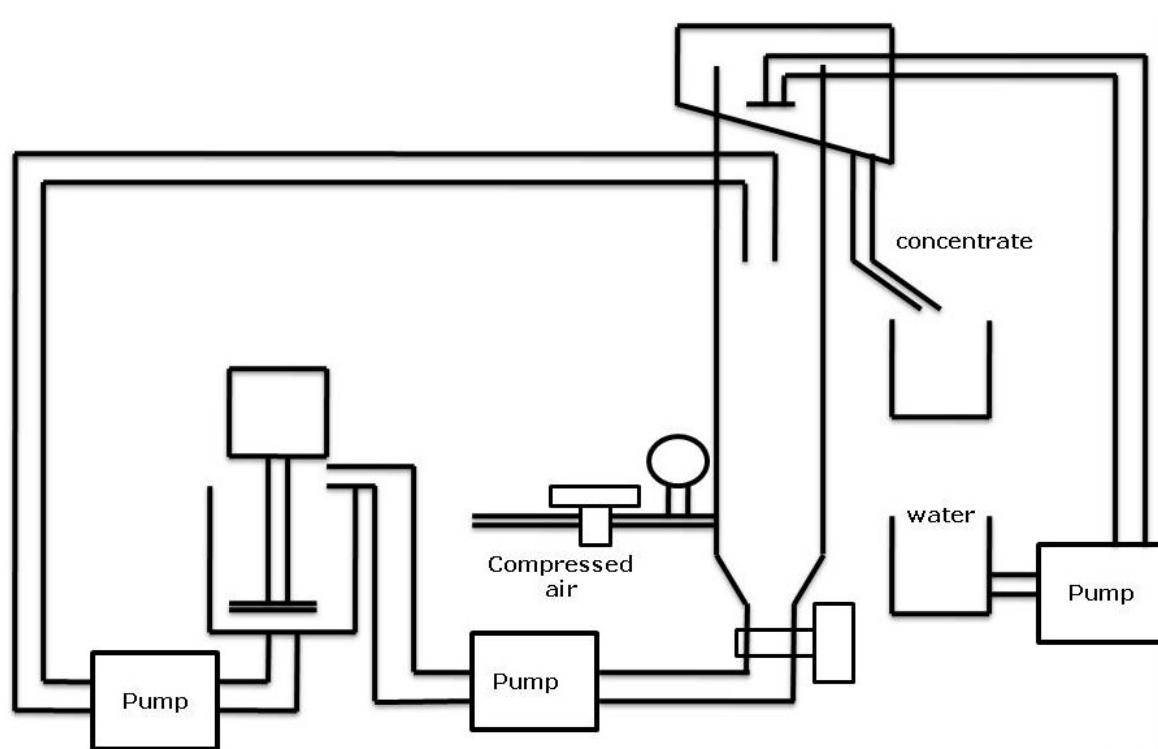 concentrate
water
Compressed
air
Pump
Pump
Pump